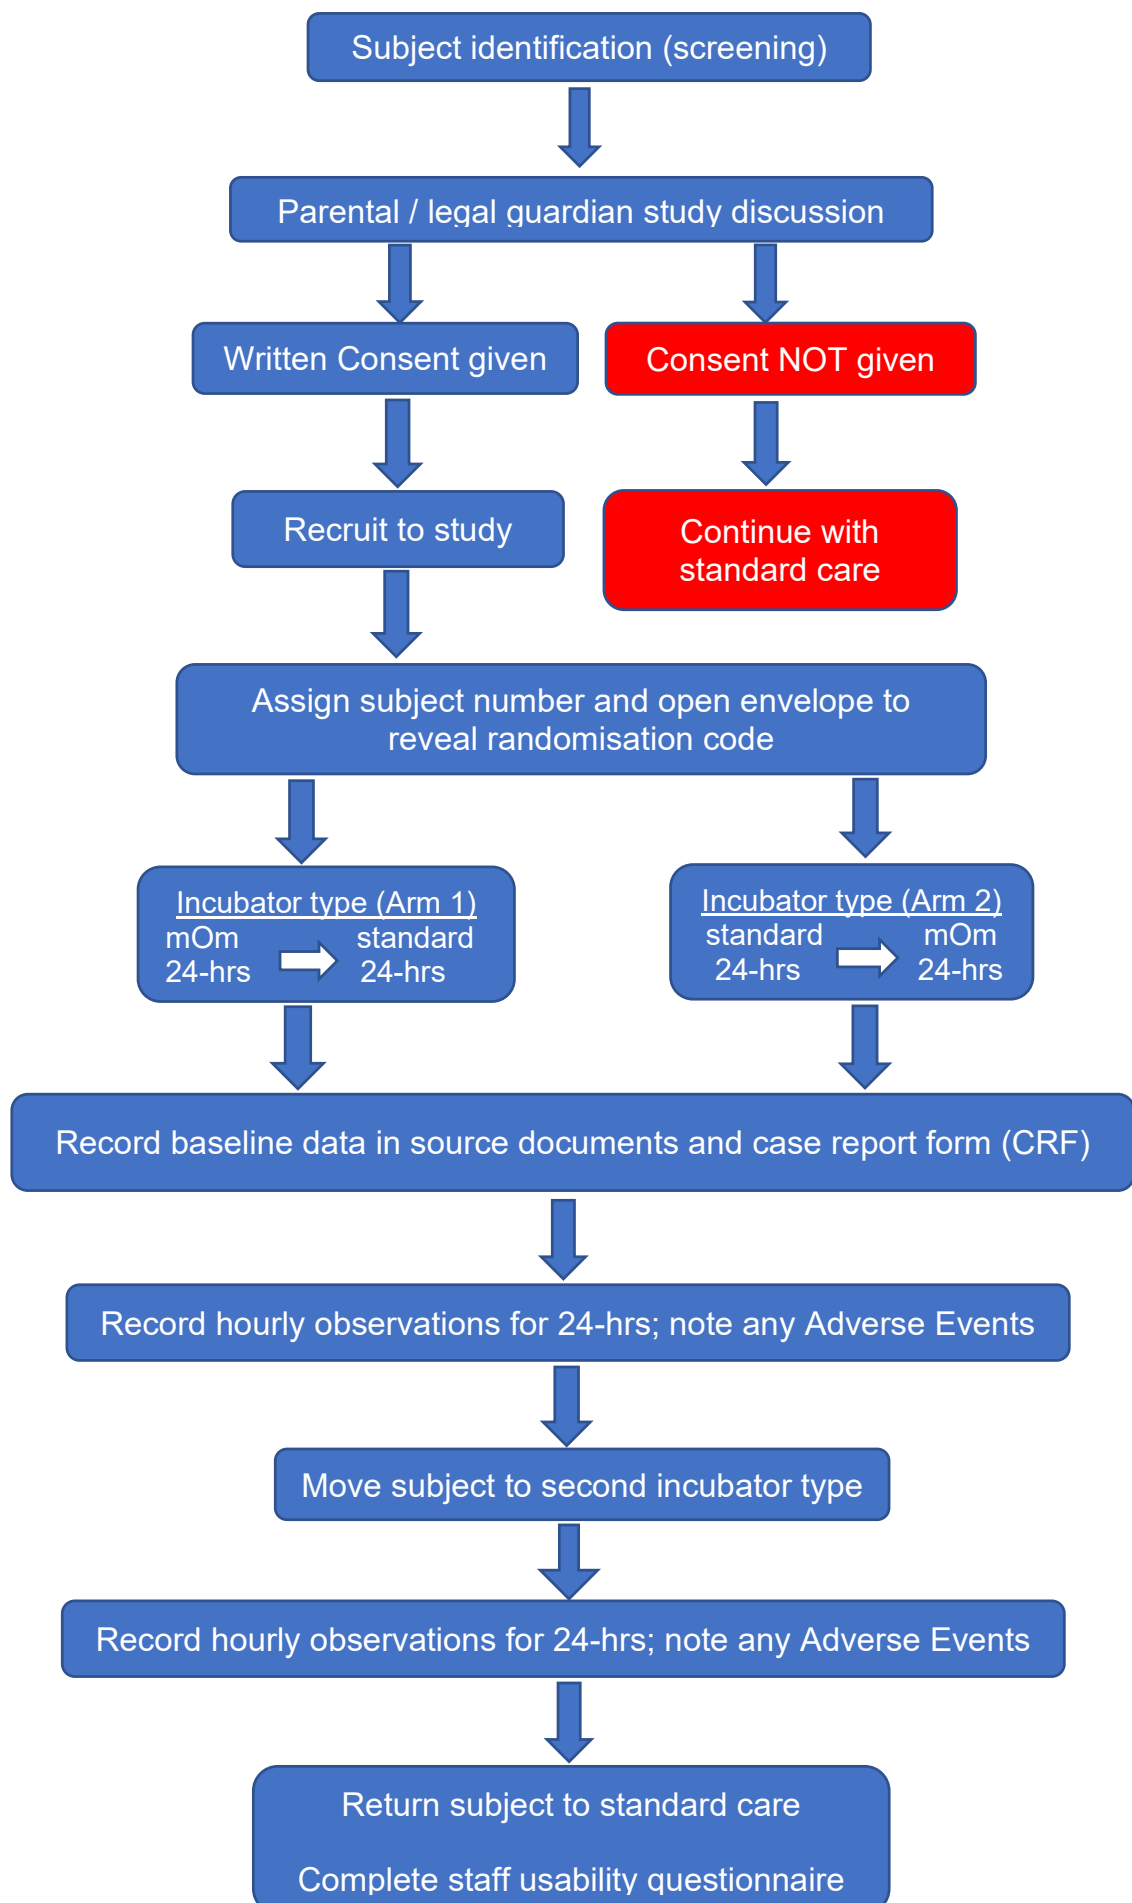 Subject identification (screening)
Parental / legal guardian study discussion
Written Consent given
Consent NOT given
Recruit to study
Continue with
standard care
Assign subject number and open envelope to
reveal randomisation code
Incubator type (Arm 1)
mOm standard
24-hrs 24-hrs
Incubator type (Arm 2)
standard mOm
24-hrs 24-hrs
Record baseline data in source documents and case report form (CRF)
Record hourly observations for 24-hrs; note any Adverse Events
Move subject to second incubator type
Record hourly observations for 24-hrs; note any Adverse Events
Return subject to standard care
Complete staff usability questionnaire